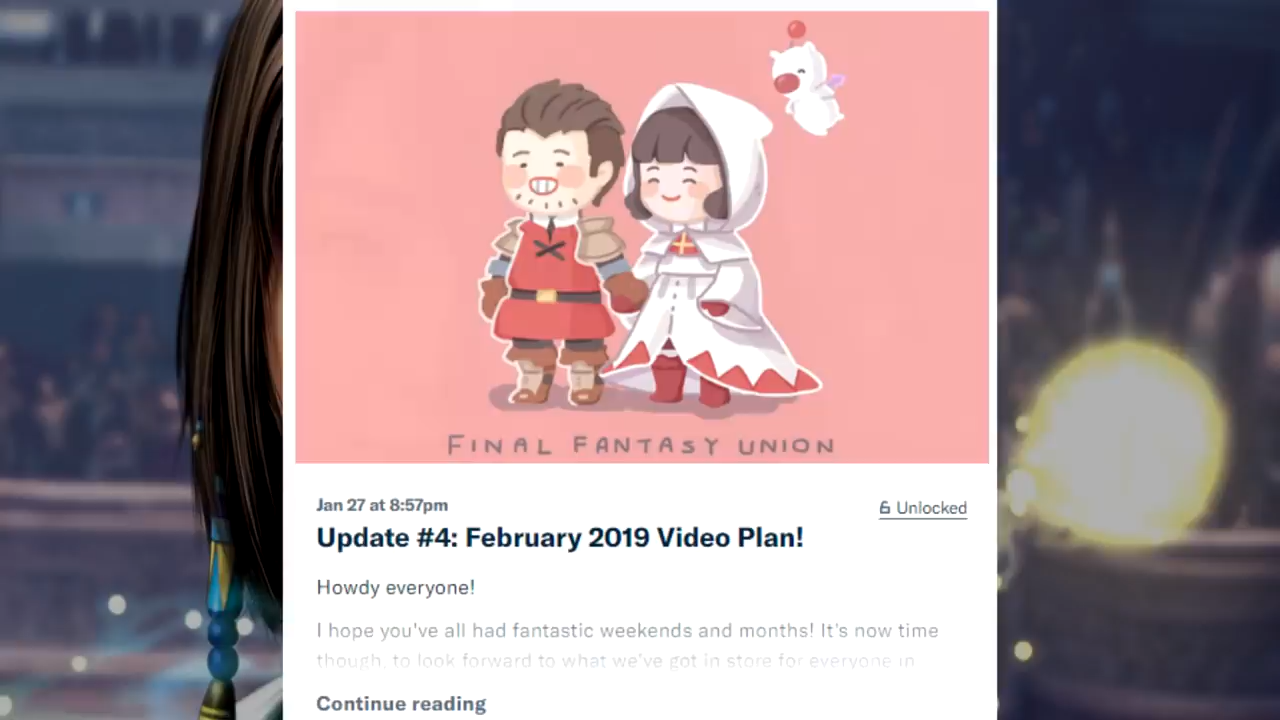 FINAL FANTASY UNION
Jan 27 at 8:57pm
Unlocked
Update #4: February 2019 Video Plan!
Howdy everyone!
I hope you've all had fantastic weekends and months! It's now time
though, to look forward to what we've got in store for everyone in
Continue reading